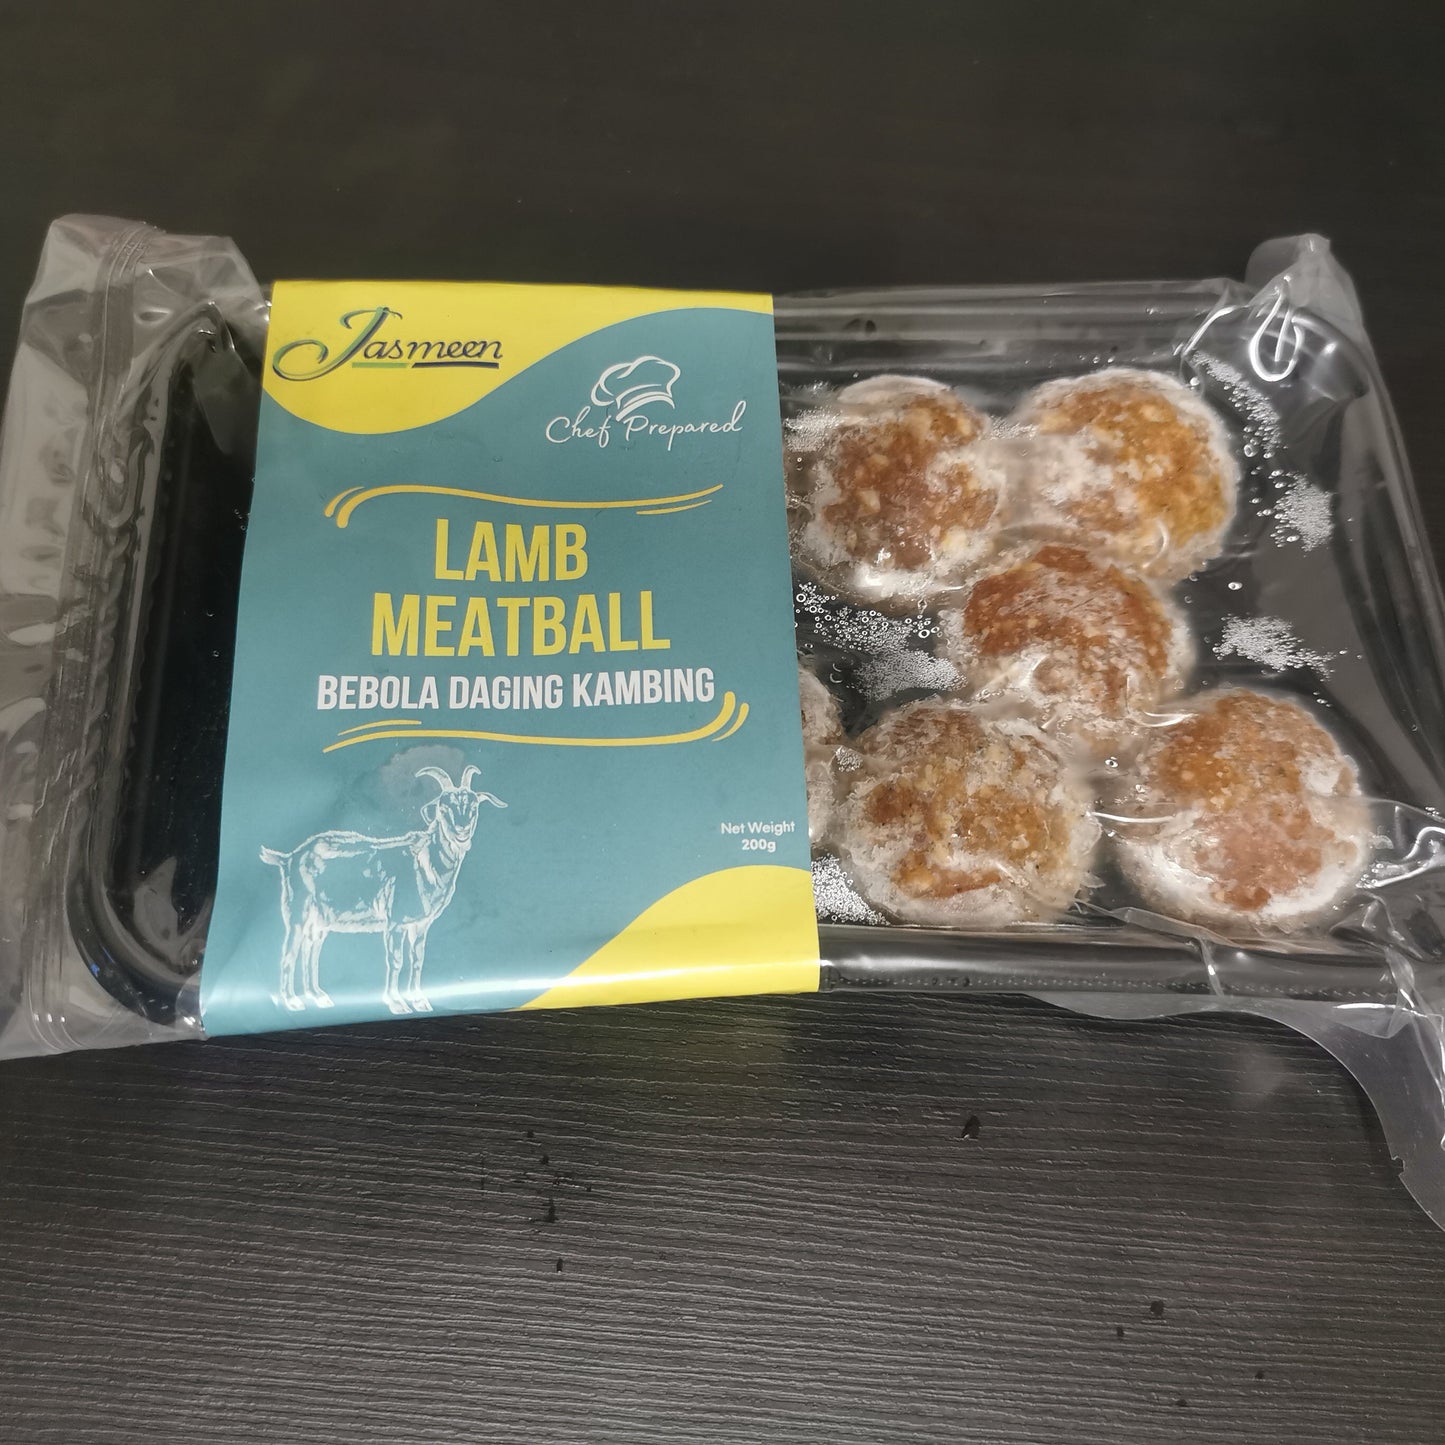 Jasmeen
Chef Prepared
LAMB
MEATBALL
BEBOLA DAGING KAMBING
Net Weight
200g